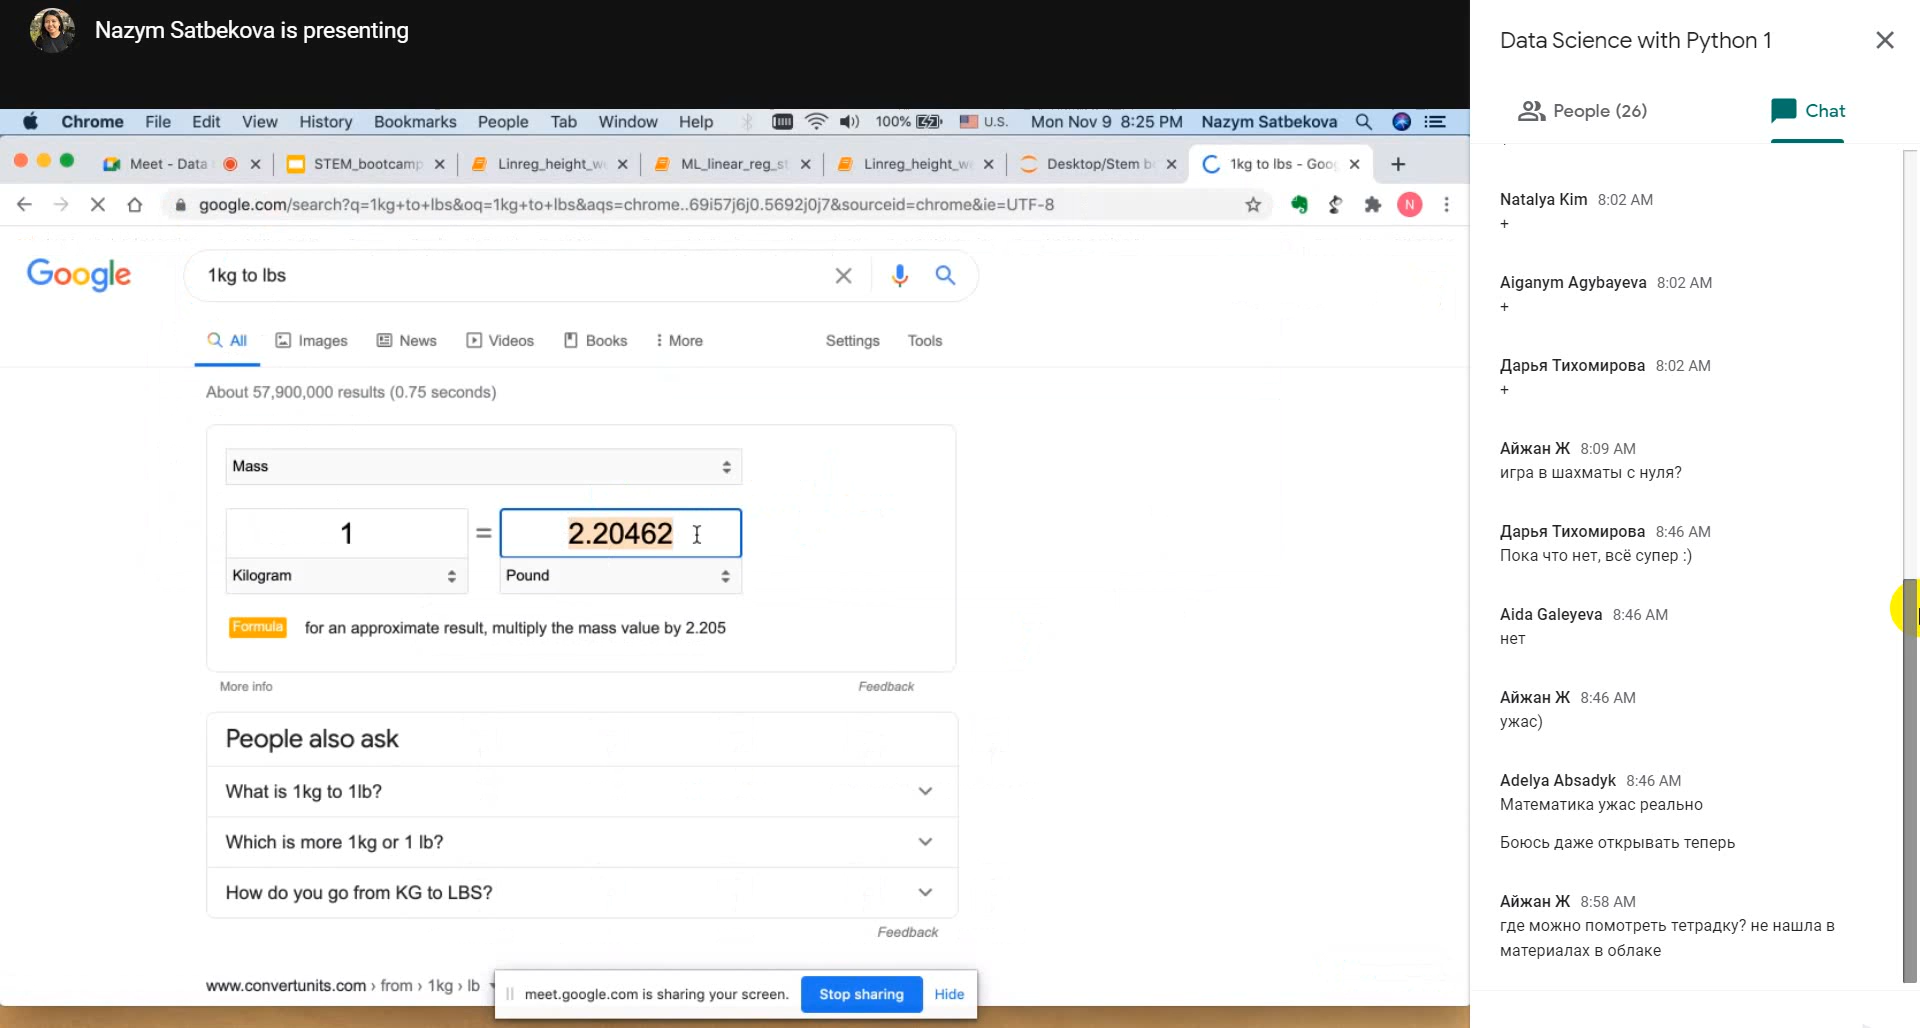 Nazym Satbekova is presenting
Chrome File Edit View History Bookmarks People Tab Window Help 100% U.S. Mon Nov 9 8:25 PM Nazym Satbekova
Meet - Data STEM_bootcamp Linreg_height_we ML_linear_reg_st Linreg_height_we Desktop/Stem bo 1kg to lbs - Goog
google.com/search?q=1kg+to+lbs&oq=1kg+to+lbs&aqs=chrome..69i57j6j0.5692j0j7&sourceid=chrome&ie=UTF-8
N
Google
1kg to lbs
All Images News Videos Books More Settings Tools
About 57,900,000 results (0.75 seconds)
Mass
1 = 2.20462
Kilogram Pound
Formula for an approximate result, multiply the mass value by 2.205
More info Feedback
People also ask
What is 1kg to 1lb?
Which is more 1kg or 1 lb?
How do you go from KG to LBS?
Feedback
www.convertunits.com › from › 1kg › lb
meet.google.com is sharing your screen. Stop sharing Hide
Data Science with Python 1
People (26) Chat
Natalya Kim 8:02 AM
+
Aiganym Agybayeva 8:02 AM
+
Дарья Тихомирова 8:02 AM
+
Айжан Ж 8:09 AM
игра в шахматы с нуля?
Дарья Тихомирова 8:46 AM
Пока что нет, всё супер :)
Aida Galeyeva 8:46 AM
нет
Айжан Ж 8:46 AM
ужас)
Adelya Absadyk 8:46 AM
Математика ужас реально
Боюсь даже открывать теперь
Айжан Ж 8:58 AM
где можно помотреть тетрадку? не нашла в
материалах в облаке